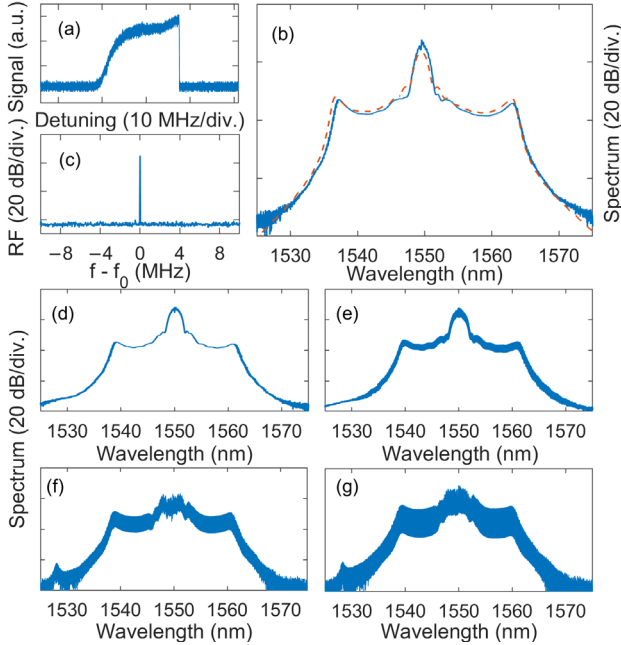 (a)
Signal (a.u.)
Detuning (10 MHz/div.)
(b)
Spectrum (20 dB/div.)
1530 1540 1550 1560 1570
Wavelength (nm)
(c)
RF (20 dB/div.)
−8 −4 0 4 8
f - f0 (MHz)
(d)
1530 1540 1550 1560 1570
Wavelength (nm)
(e)
1530 1540 1550 1560 1570
Wavelength (nm)
Spectrum (20 dB/div.)
(f)
1530 1540 1550 1560 1570
Wavelength (nm)
(g)
1530 1540 1550 1560 1570
Wavelength (nm)